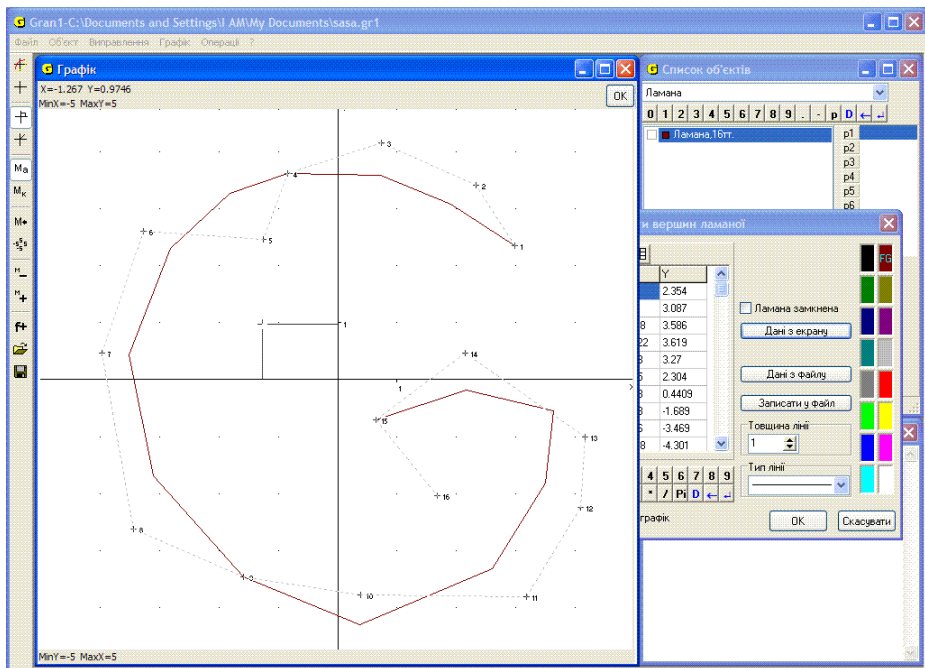 Gran1-C:\Documents and Settings\I AM\My Documents\sasa.gr1
Файл Об'єкт Виправлення Графік Операції ?
Графік
X=-1.267 Y=0.9746
MinX=-5 MaxY=5
OK
1
2
3
4
5
6
7
8
9
10
11
12
13
14
15
16
1
1
MinY=-5 MaxX=5
Список об'єктів
Ламана
0 1 2 3 4 5 6 7 8 9 . - p D ← ↵
Ламана,16тт.
p1
p2
p3
p4
p5
p6
и вершин ламаної
Y
2.354
3.087
8 3.586
22 3.619
3.27
2.304
0.4409
-1.689
-3.469
8 -4.301
4 5 6 7 8 9
* / Pi D ← ↵
графік
Ламана замкнена
Дані з екрану
Дані з файлу
Записати у файл
Товщина лінії
1
Тип лінії
FG
OK Скасувати
Ma
Mк
M+
f+